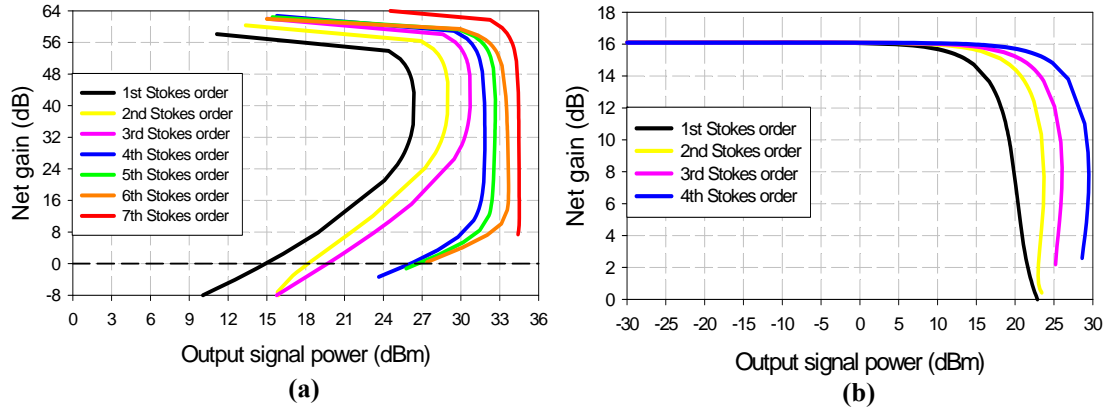 (a)
64
56
48
40
32
24
16
8
0
-8
Net gain (dB)
1st Stokes order
2nd Stokes order
3rd Stokes order
4th Stokes order
5th Stokes order
6th Stokes order
7th Stokes order
0 3 6 9 12 15 18 21 24 27 30 33 36
Output signal power (dBm)
(a)
(b)
18
16
14
12
10
8
6
4
2
0
Net gain (dB)
1st Stokes order
2nd Stokes order
3rd Stokes order
4th Stokes order
-30 -25 -20 -15 -10 -5 0 5 10 15 20 25 30
Output signal power (dBm)
(b)